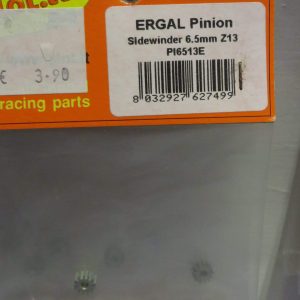 ERGAL Pinion
Sidewinder 6.5mm Z13
PI6513E
8 032927 627499
€ 3.90
racing parts